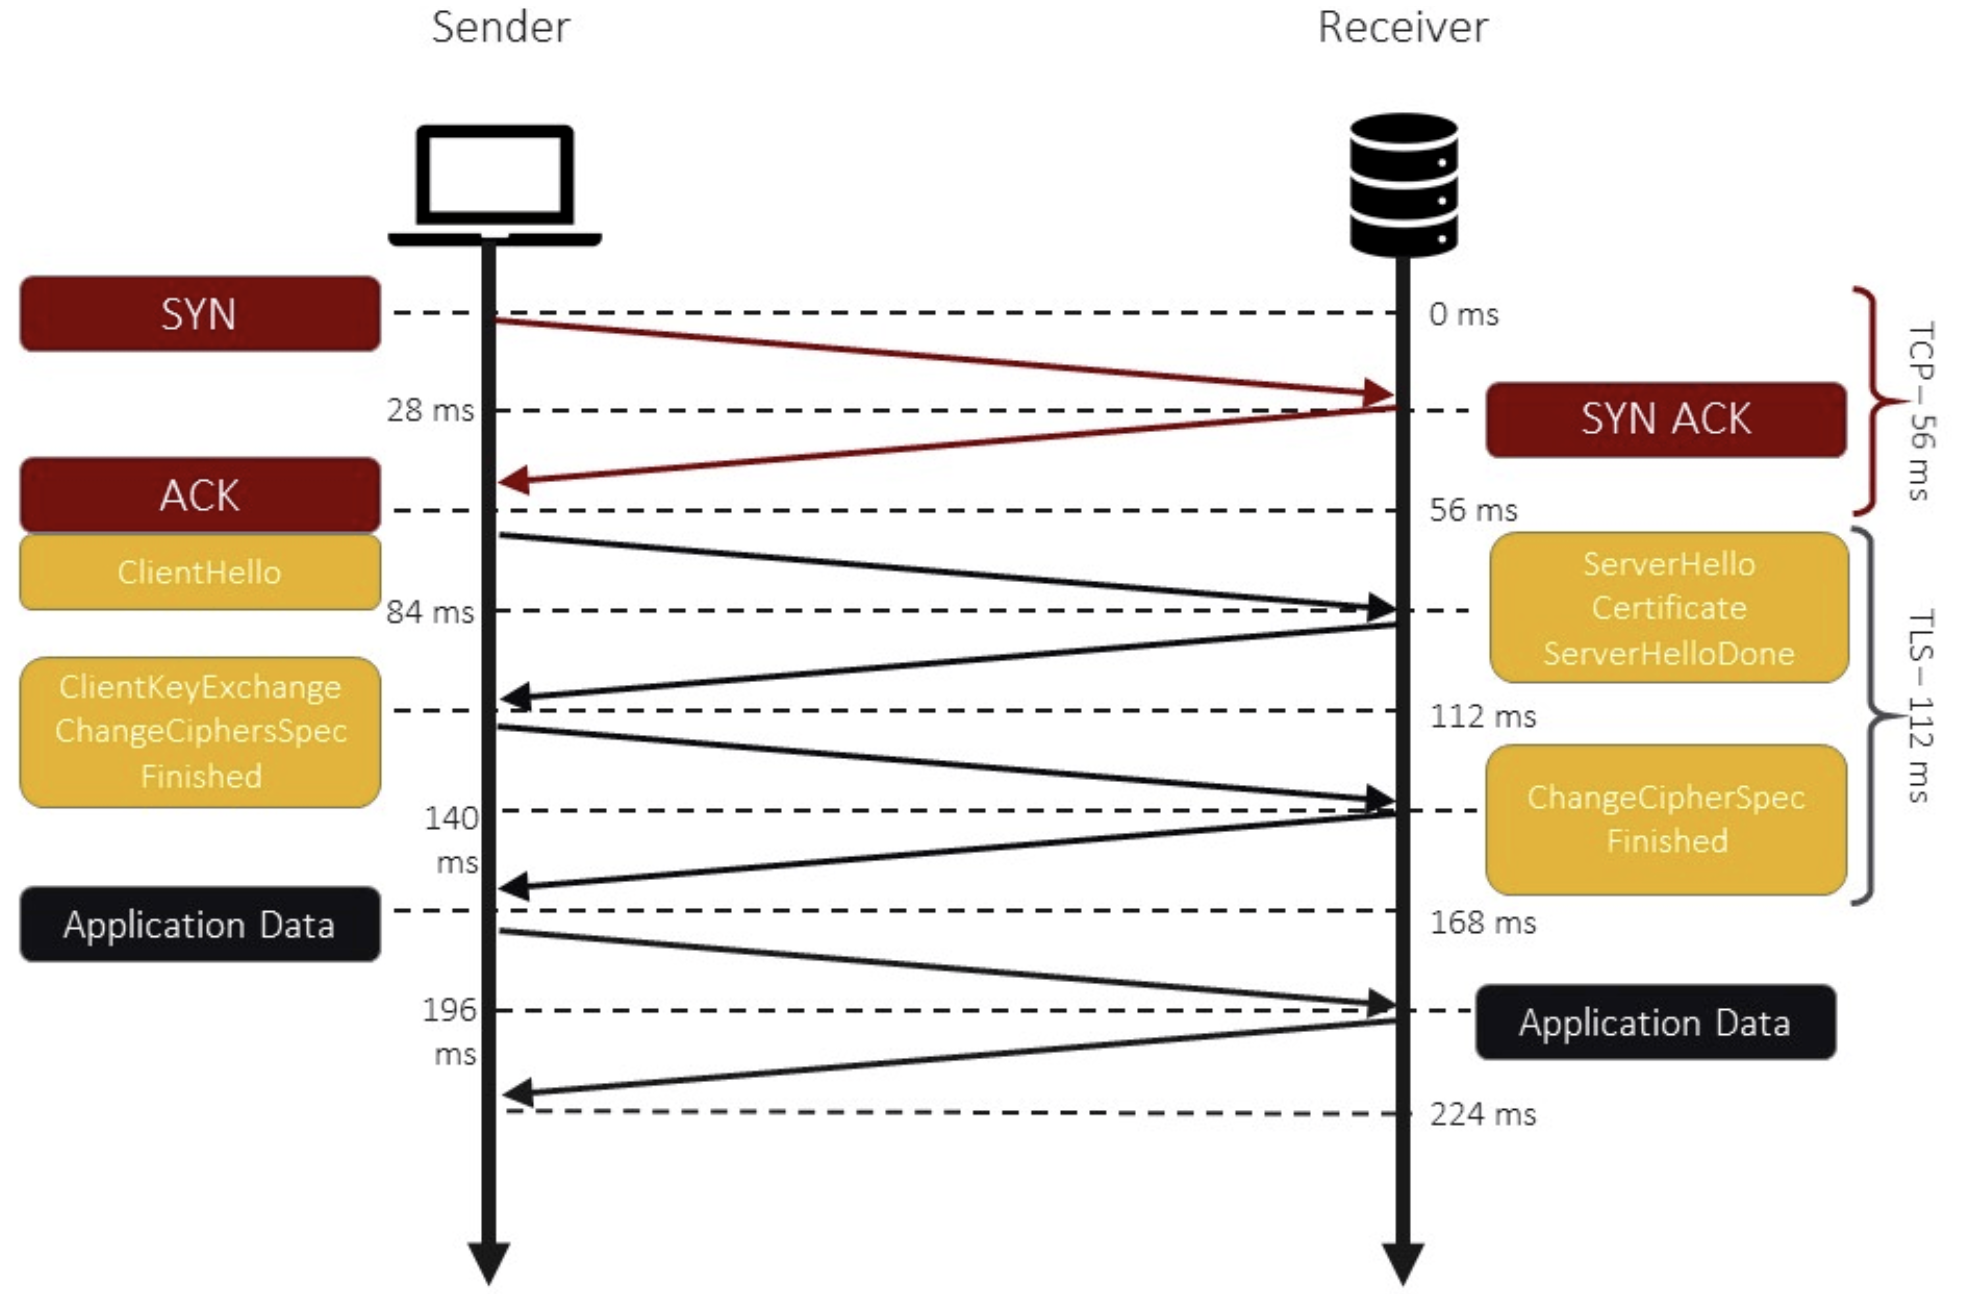 Sender
Receiver
SYN
0 ms
28 ms
SYN ACK
TCP – 56 ms
ACK
56 ms
ClientHello
84 ms
ServerHello
Certificate
ServerHelloDone
TLS – 112 ms
ClientKeyExchange
ChangeCiphersSpec
Finished
112 ms
140
ms
ChangeCipherSpec
Finished
Application Data
168 ms
196
ms
Application Data
224 ms